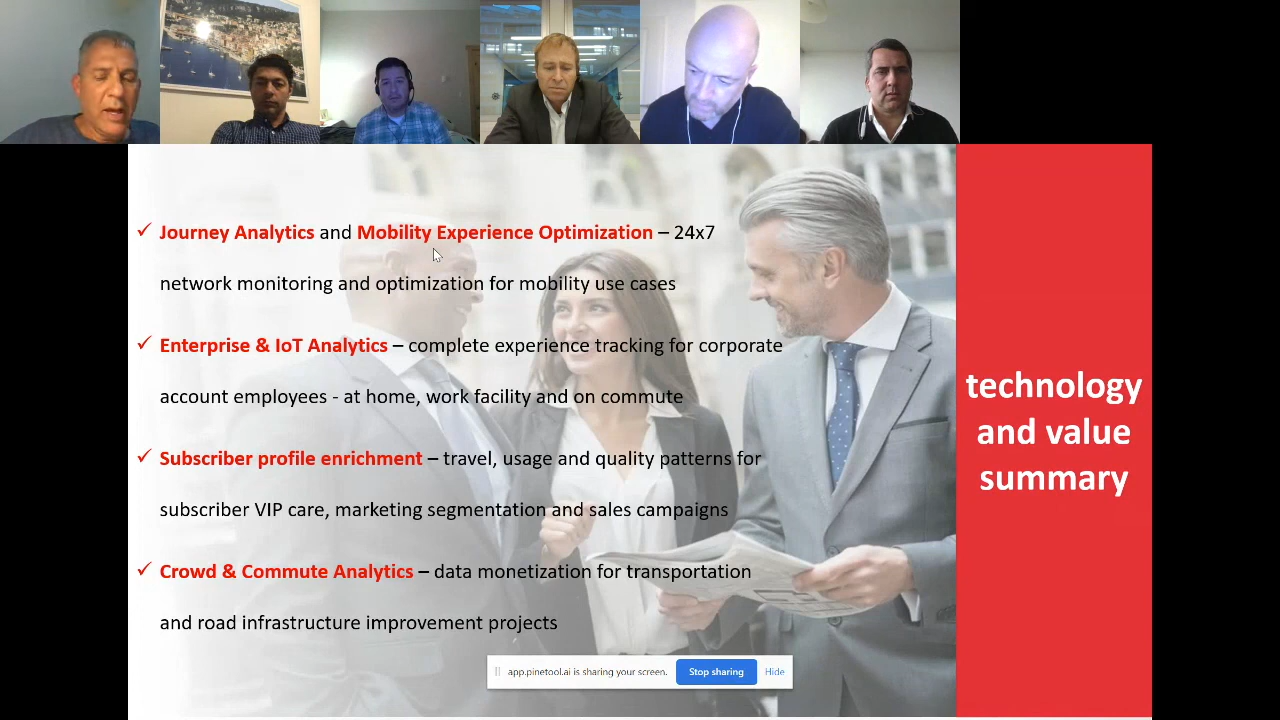 ✓ Journey Analytics and Mobility Experience Optimization – 24x7
network monitoring and optimization for mobility use cases
✓ Enterprise & IoT Analytics – complete experience tracking for corporate
account employees - at home, work facility and on commute
✓ Subscriber profile enrichment – travel, usage and quality patterns for
subscriber VIP care, marketing segmentation and sales campaigns
✓ Crowd & Commute Analytics – data monetization for transportation
and road infrastructure improvement projects
technology
and value
summary
app.pinetool.ai is sharing your screen. Stop sharing Hide